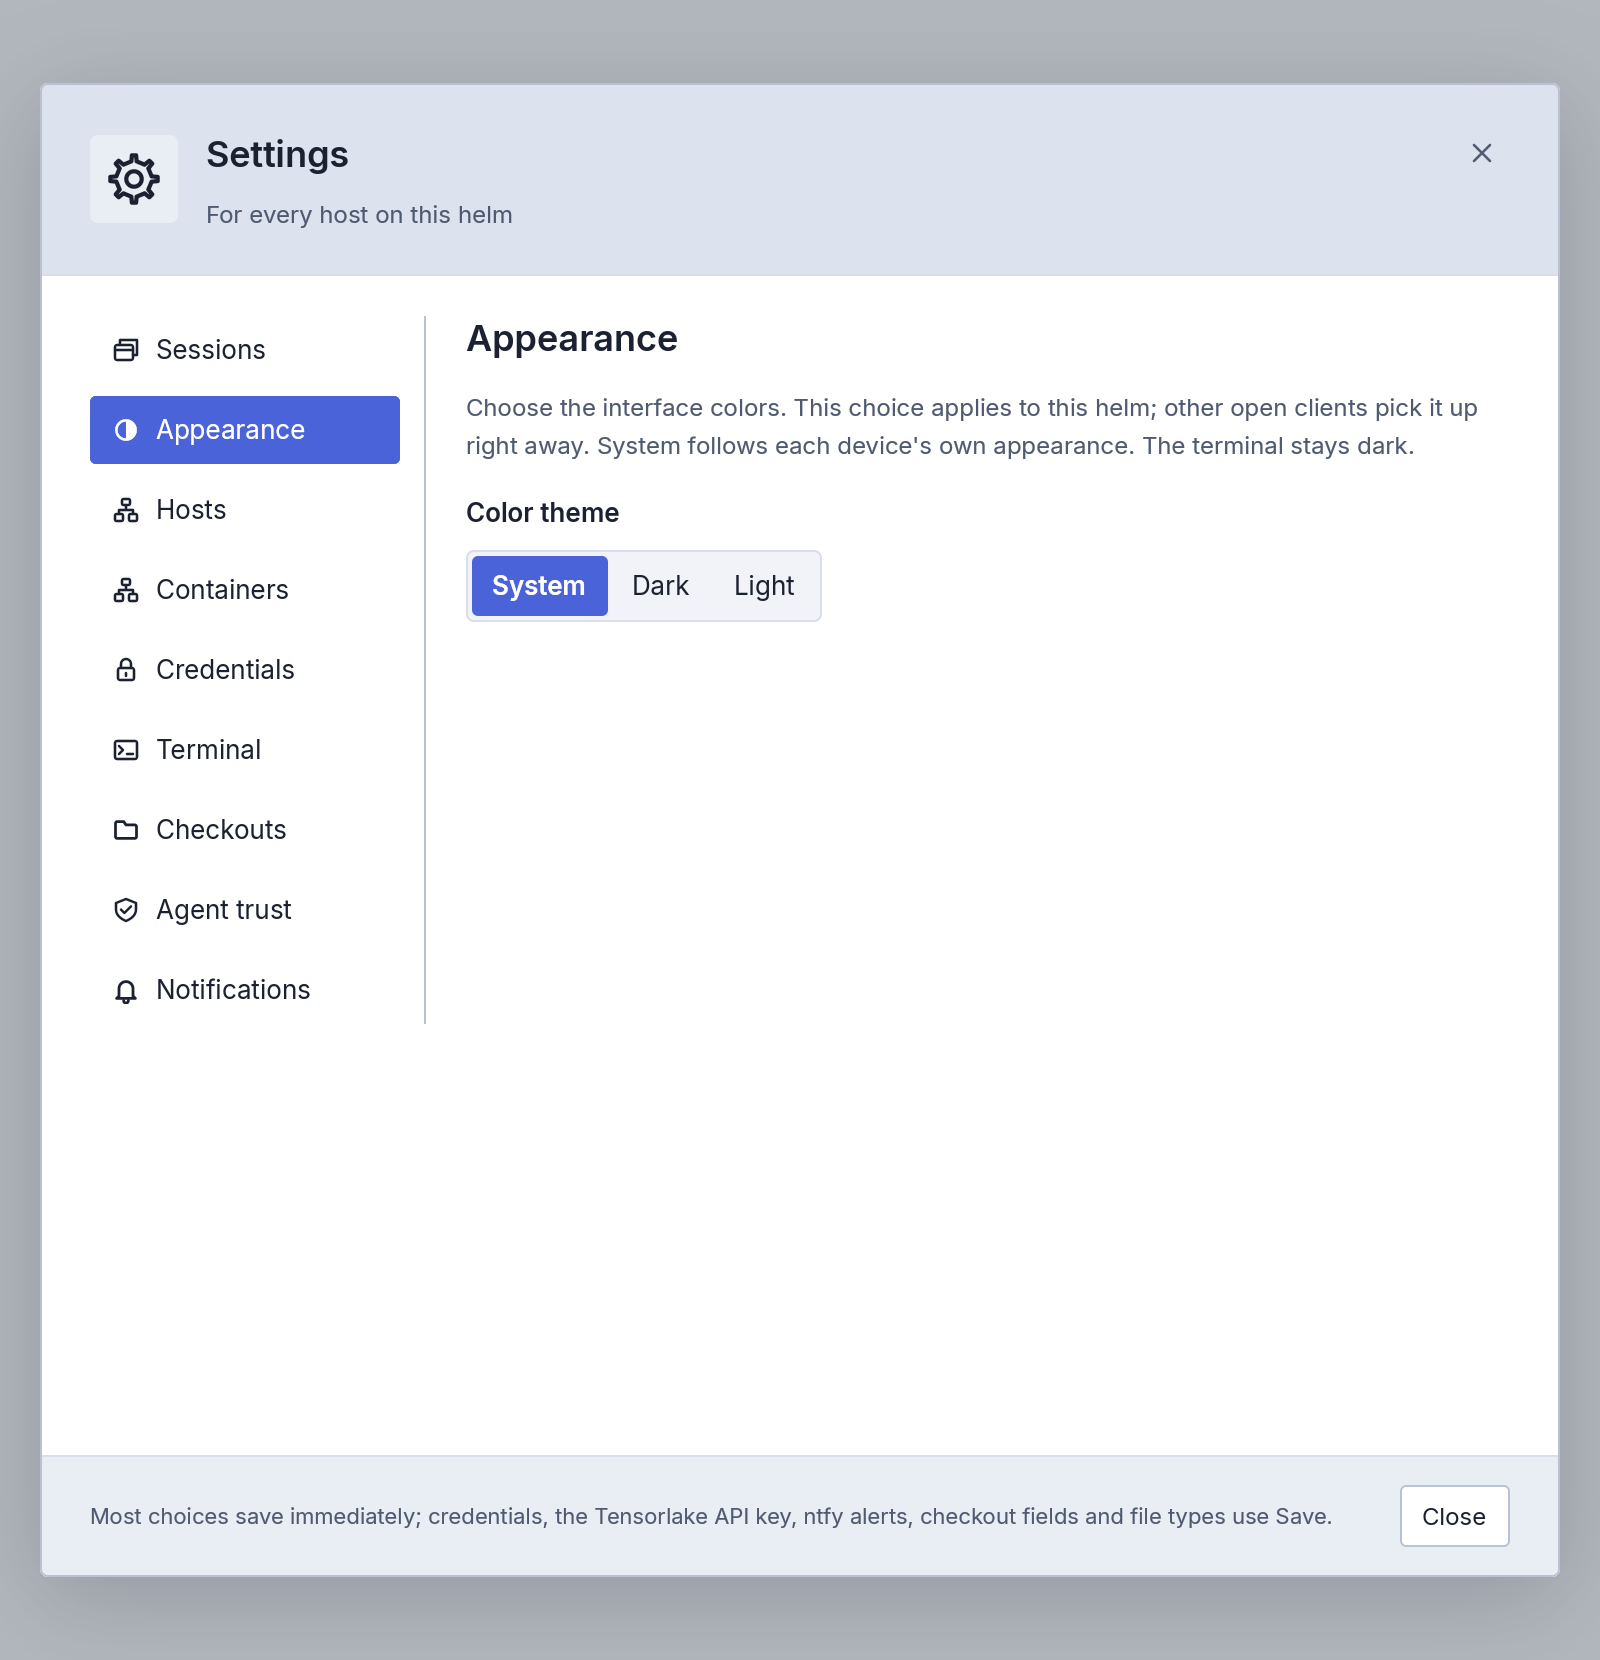 Settings
For every host on this helm
Sessions
Appearance
Hosts
Containers
Credentials
Terminal
Checkouts
Agent trust
Notifications
Appearance
Choose the interface colors. This choice applies to this helm; other open clients pick it up
right away. System follows each device's own appearance. The terminal stays dark.
Color theme
System Dark Light
Most choices save immediately; credentials, the Tensorlake API key, ntfy alerts, checkout fields and file types use Save.
Close